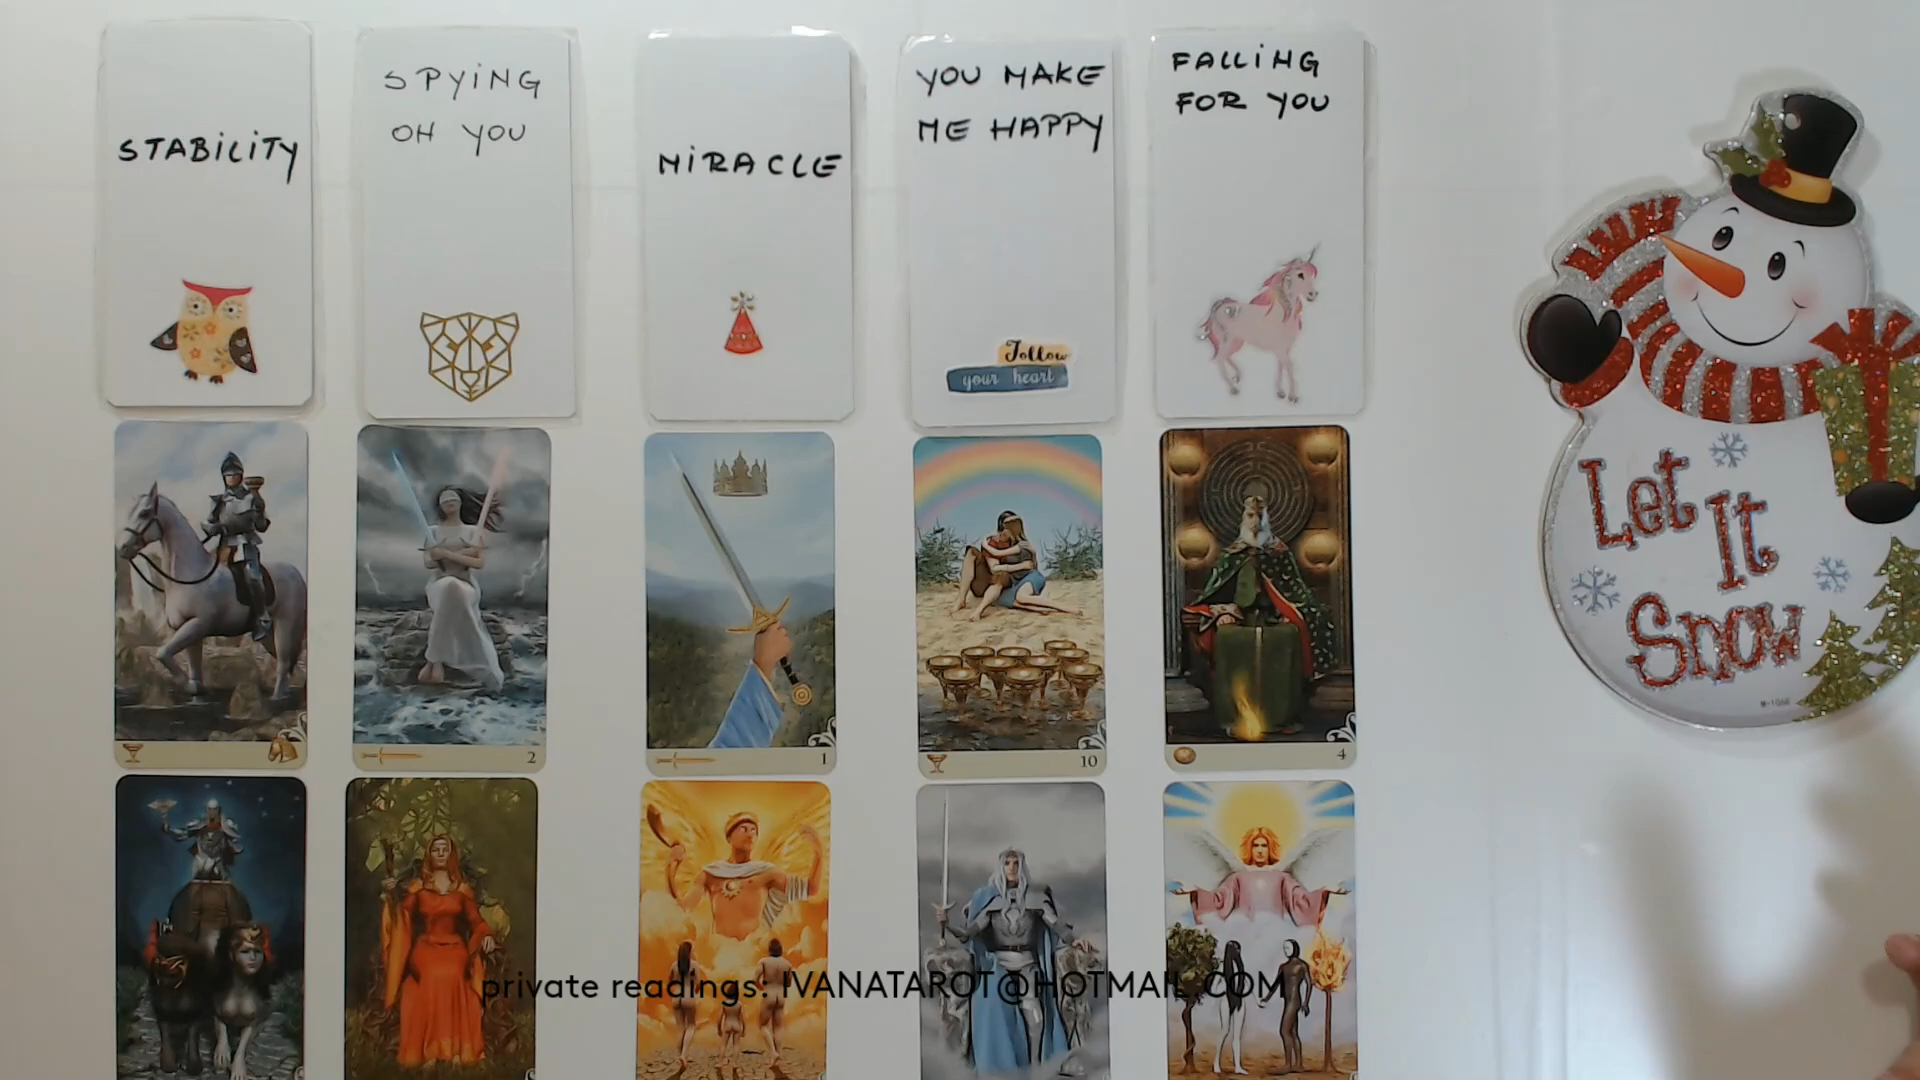 STABILITY
SPYING
ON YOU
MIRACLE
YOU MAKE
ME HAPPY
Follow
your heart
FALLING
FOR YOU
Let
It
Snow
M-1068
2
1
10
4
private readings: IVANATAROT@HOTMAIL.COM